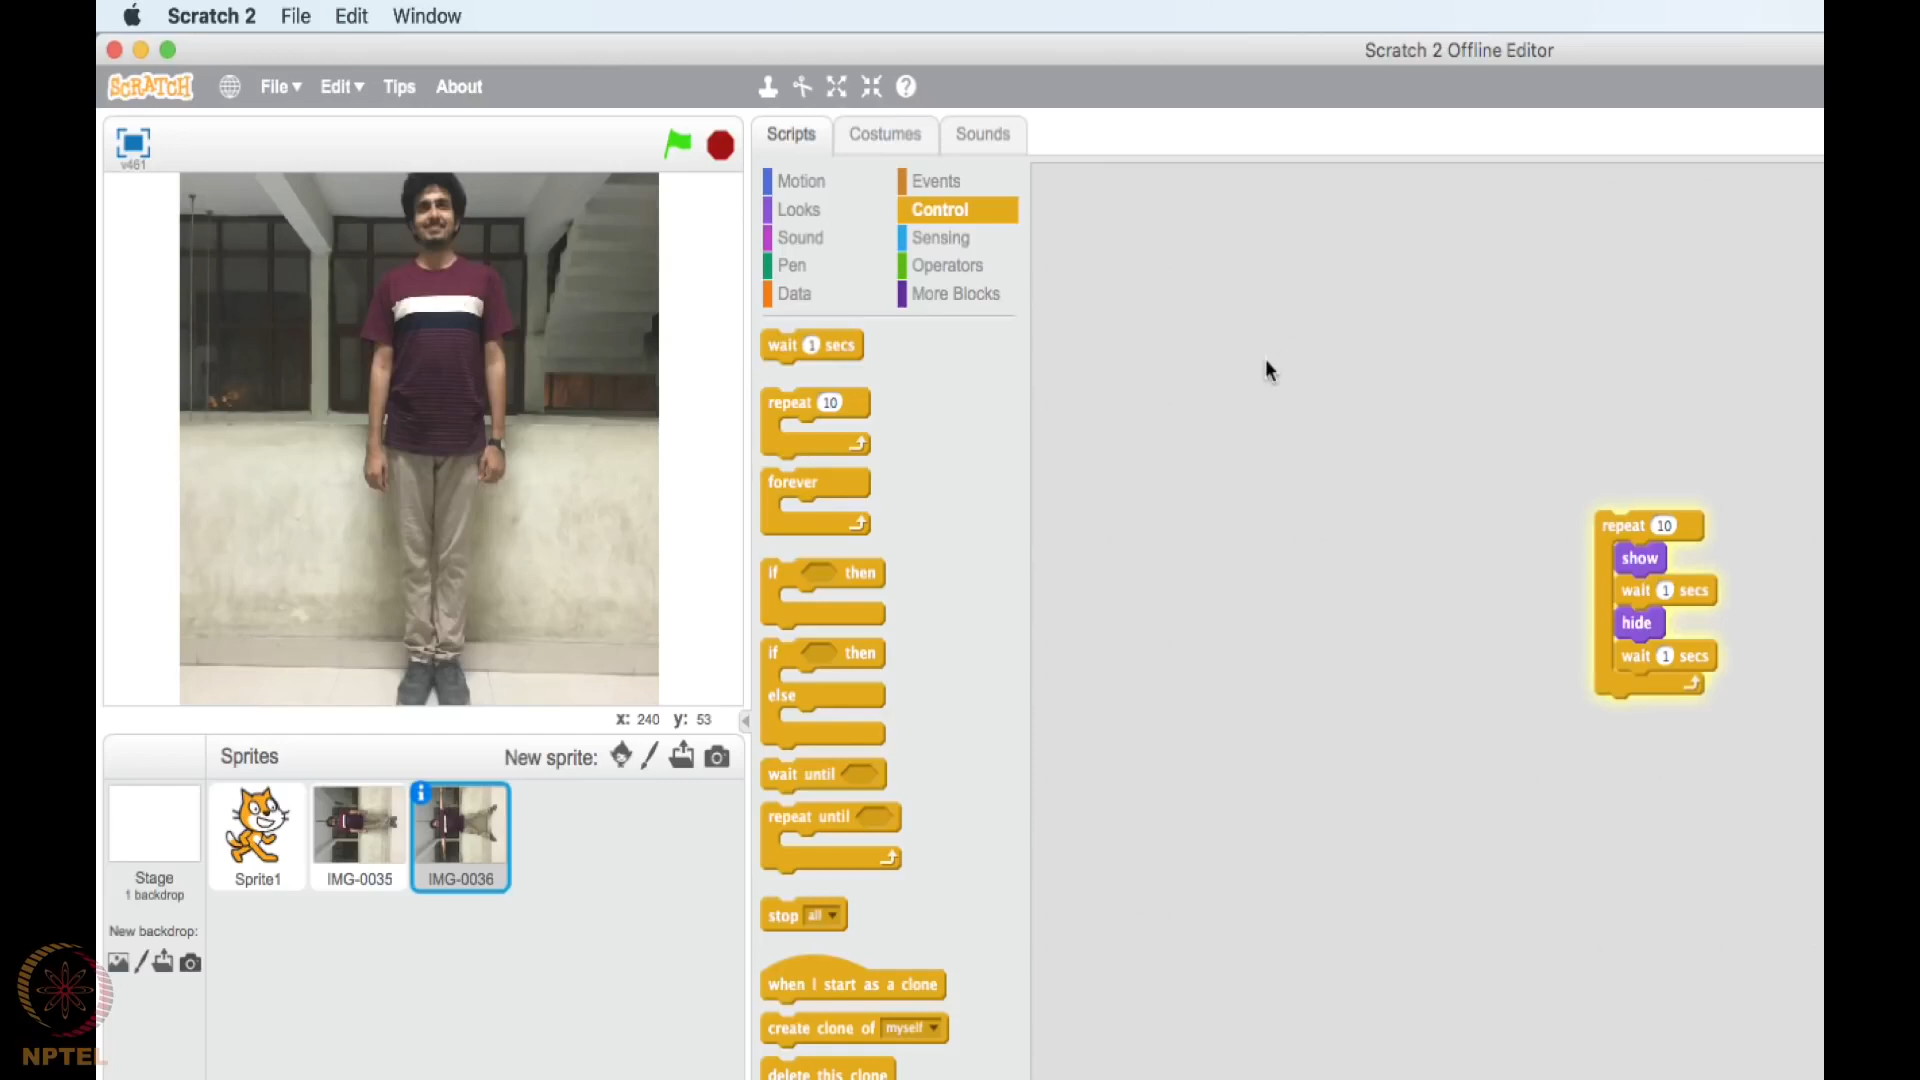 Scratch 2 File Edit Window
Scratch 2 Offline Editor
SCRATCH File Edit Tips About
v461
Scripts Costumes Sounds
Motion Events
Looks Control
Sound Sensing
Pen Operators
Data More Blocks
wait 1 secs
repeat 10
forever
if then
if then
else
wait until
repeat until
stop all
when I start as a clone
create clone of myself
delete this clone
repeat 10
show
wait 1 secs
hide
wait 1 secs
x: 240 y: 53
Sprites New sprite:
Sprite1 IMG-0035 IMG-0036
Stage
1 backdrop
New backdrop:
NPTEL